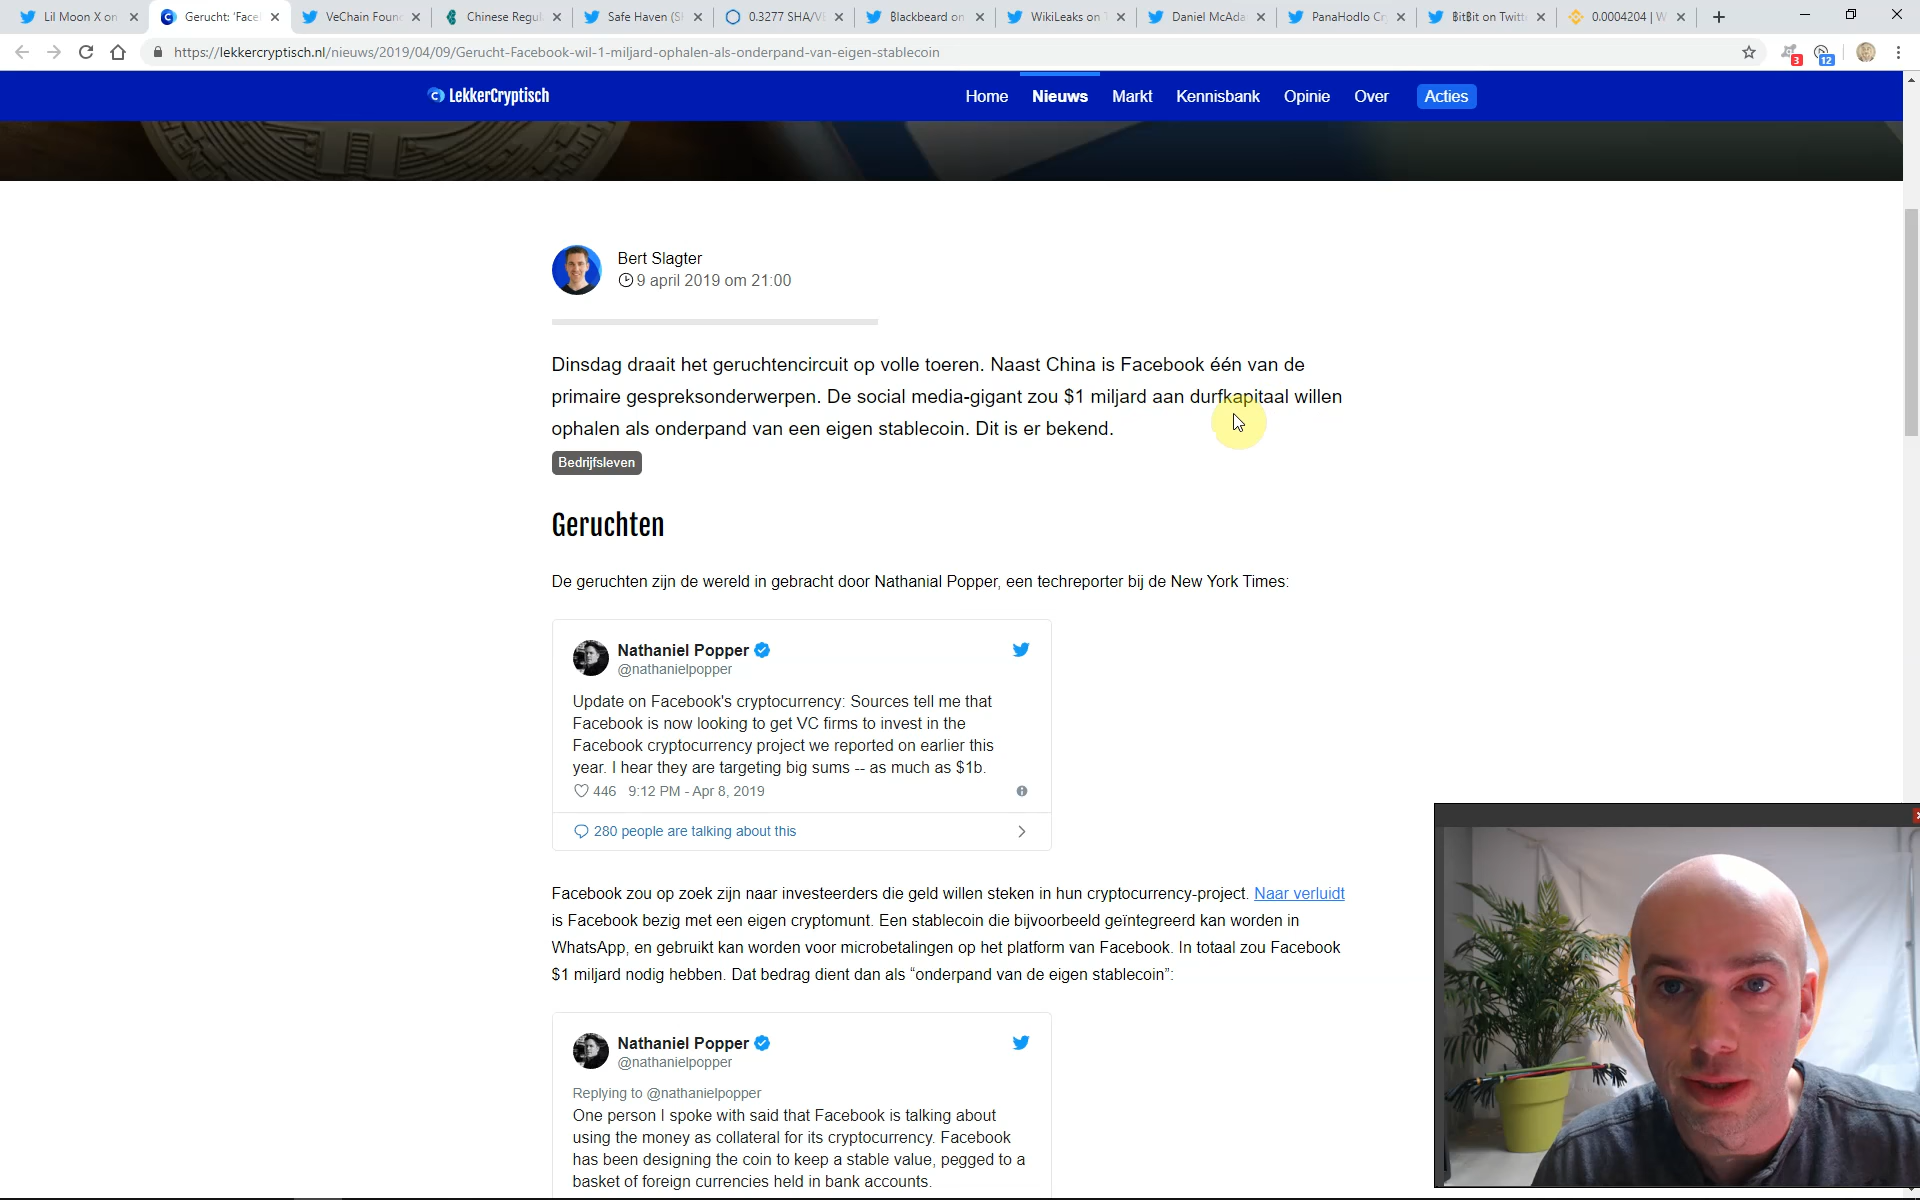 Lil Moon X on
Gerucht: 'Face
VeChain Foun
Chinese Regul
Safe Haven (S
0.3277 SHA/V
Blackbeard on
WikiLeaks on T
Daniel McAda
PanaHodlo Cr
BitBit on Twitt
0.0004204 | W
https://lekkercryptisch.nl/nieuws/2019/04/09/Gerucht-Facebook-wil-1-miljard-ophalen-als-onderpand-van-eigen-stablecoin
3
12
LekkerCryptisch
Home Nieuws Markt Kennisbank Opinie Over Acties
Bert Slagter
9 april 2019 om 21:00
Dinsdag draait het geruchtencircuit op volle toeren. Naast China is Facebook één van de
primaire gespreksonderwerpen. De social media-gigant zou $1 miljard aan durfkapitaal willen
ophalen als onderpand van een eigen stablecoin. Dit is er bekend.
Bedrijfsleven
Geruchten
De geruchten zijn de wereld in gebracht door Nathanial Popper, een techreporter bij de New York Times:
Nathaniel Popper
@nathanielpopper
Update on Facebook's cryptocurrency: Sources tell me that
Facebook is now looking to get VC firms to invest in the
Facebook cryptocurrency project we reported on earlier this
year. I hear they are targeting big sums -- as much as $1b.
446 9:12 PM - Apr 8, 2019
280 people are talking about this
Facebook zou op zoek zijn naar investeerders die geld willen steken in hun cryptocurrency-project. Naar verluidt
is Facebook bezig met een eigen cryptomunt. Een stablecoin die bijvoorbeeld geïntegreerd kan worden in
WhatsApp, en gebruikt kan worden voor microbetalingen op het platform van Facebook. In totaal zou Facebook
$1 miljard nodig hebben. Dat bedrag dient dan als “onderpand van de eigen stablecoin”:
Nathaniel Popper
@nathanielpopper
Replying to @nathanielpopper
One person I spoke with said that Facebook is talking about
using the money as collateral for its cryptocurrency. Facebook
has been designing the coin to keep a stable value, pegged to a
basket of foreign currencies held in bank accounts.